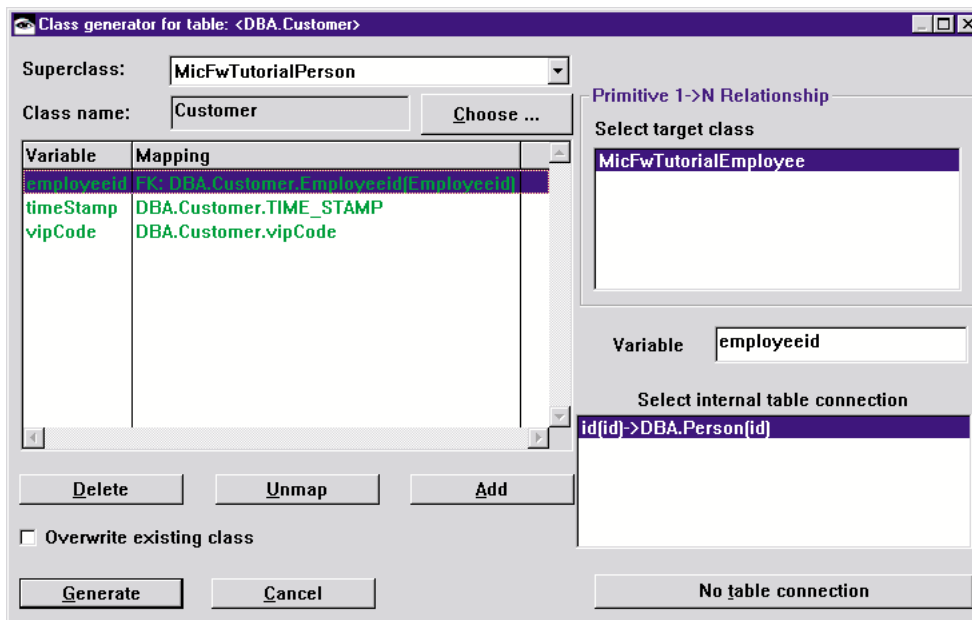 Class generator for table: <DBA.Customer>
Superclass: MicFwTutorialPerson
Class name: Customer Choose ...
Variable Mapping
employeeid FK: DBA.Customer.Employeeid(Employeeid)
timeStamp DBA.Customer.TIME_STAMP
vipCode DBA.Customer.vipCode
Delete Unmap Add
Overwrite existing class
Generate Cancel
Primitive 1->N Relationship
Select target class
MicFwTutorialEmployee
Variable employeeid
Select internal table connection
id(id)->DBA.Person(id)
No table connection